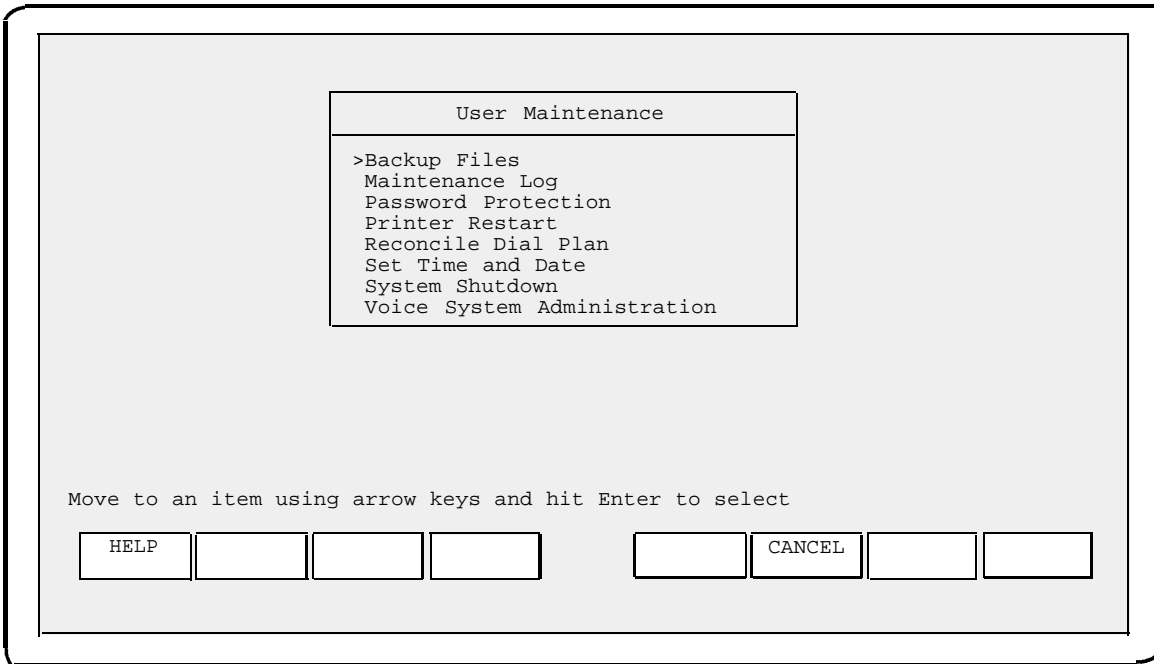 User Maintenance
>Backup Files
Maintenance Log
Password Protection
Printer Restart
Reconcile Dial Plan
Set Time and Date
System Shutdown
Voice System Administration
Move to an item using arrow keys and hit Enter to select
HELP CANCEL